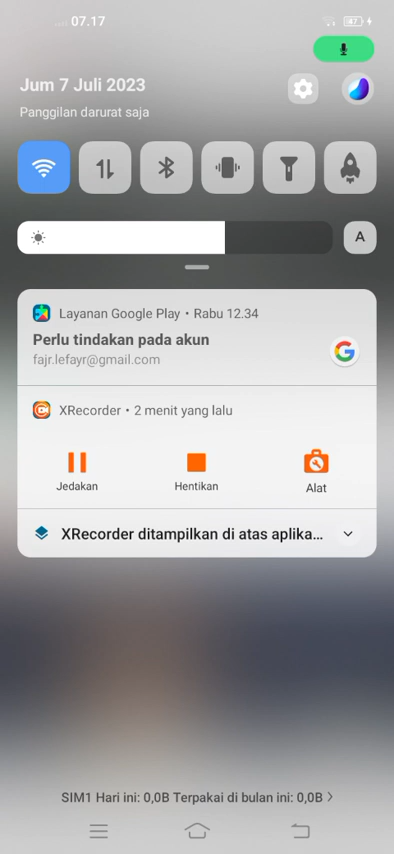 07.17
87
Jum 7 Juli 2023
Panggilan darurat saja
A
Layanan Google Play • Rabu 12.34
Perlu tindakan pada akun
fajr.lefayr@gmail.com
G
XRecorder • 2 menit yang lalu
Jedakan
Hentikan
Alat
XRecorder ditampilkan di atas aplika...
SIM1 Hari ini: 0,0B Terpakai di bulan ini: 0,0B >